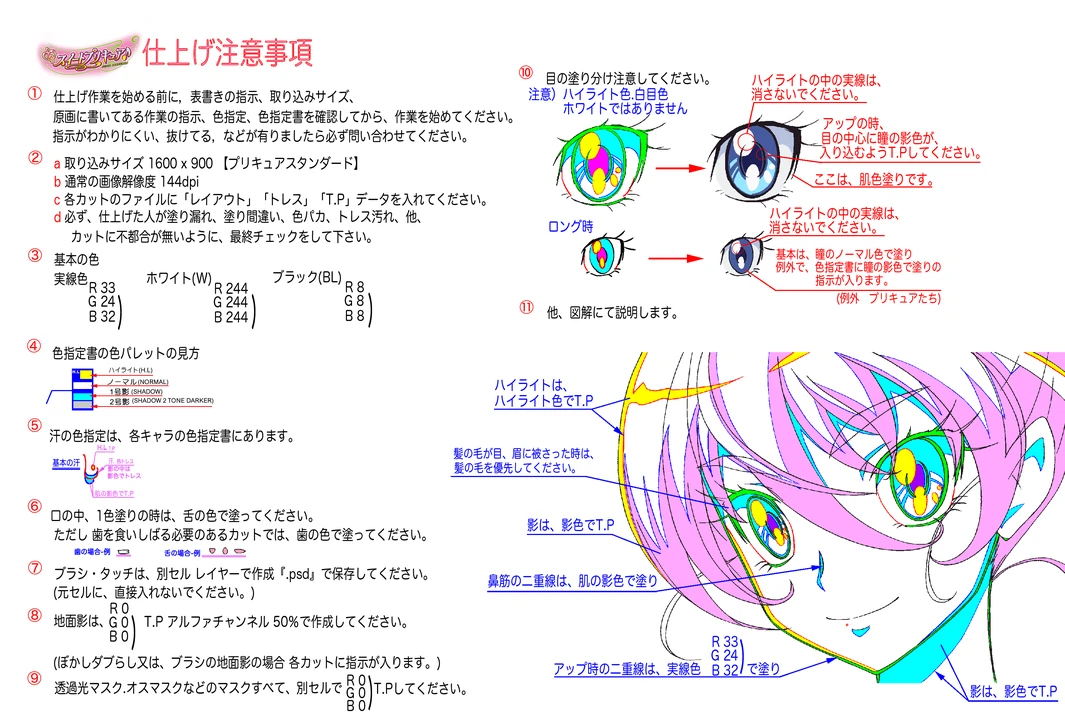 スイートプリキュア♪
仕上げ注意事項
① 仕上げ作業を始める前に，表書きの指示、取り込みサイズ、
原画に書いてある作業の指示、色指定、色指定書を確認してから、作業を始めてください。
指示がわかりにくい、抜けてる，などが有りましたら必ず問い合わせてください。
② a 取り込みサイズ 1600 x 900 【プリキュアスタンダード】
b 通常の画像解像度 144dpi
c 各カットのファイルに「レイアウト」「トレス」「T.P」データを入れてください。
d 必ず、仕上げた人が塗り漏れ、塗り間違い、色パカ、トレス汚れ、他、
カットに不都合が無いように、最終チェックをして下さい。
③ 基本の色
実線色 R 33 G 24 B 32)
ホワイト(W) R 244 G 244 B 244)
ブラック(BL) R 8 G 8 B 8)
④ 色指定書の色パレットの見方
ハイライト(H.L)
ノーマル(NORMAL)
1号影 (SHADOW)
2号影 (SHADOW 2 TONE DARKER)
⑤ 汗の色指定は、各キャラの色指定書にあります。
基本の汗
汗 色トレス
影の中は
影色でトレス
肌の影色でT.P
⑥ 口の中、1色塗りの時は、舌の色で塗ってください。
ただし 歯を食いしばる必要のあるカットでは、歯の色で塗ってください。
歯の場合-例
舌の場合-例
⑦ ブラシ・タッチは、別セル レイヤーで作成『.psd』で保存してください。
(元セルに、直接入れないでください。)
⑧ 地面影は、R 0 G 0 B 0) T.P アルファチャンネル 50%で作成してください。
(ぼかしダブらし又は、ブラシの地面影の場合 各カットに指示が入ります。)
⑨ 透過光マスク.オスマスクなどのマスクすべて、別セルで R 0 G 0 B 0)T.Pしてください。
⑩ 目の塗り分け注意してください。
注意）ハイライト色.白目色
ホワイトではありません
ハイライトの中の実線は、
消さないでください。
アップの時、
目の中心に瞳の影色が、
入り込むようT.Pしてください。
ここは、肌色塗りです。
ロング時
ハイライトの中の実線は、
消さないでください。
基本は、瞳のノーマル色で塗り
例外で、色指定書に瞳の影色で塗りの
指示が入ります。
(例外 プリキュアたち)
⑪ 他、図解にて説明します。
ハイライトは、
ハイライト色でT.P
髪の毛が目、眉に被さった時は、
髪の毛を優先してください。
影は、影色でT.P
鼻筋の二重線は、肌の影色で塗り
アップ時の二重線は、実線色 R 33 G 24 B 32)で塗り
影は、影色でT.P